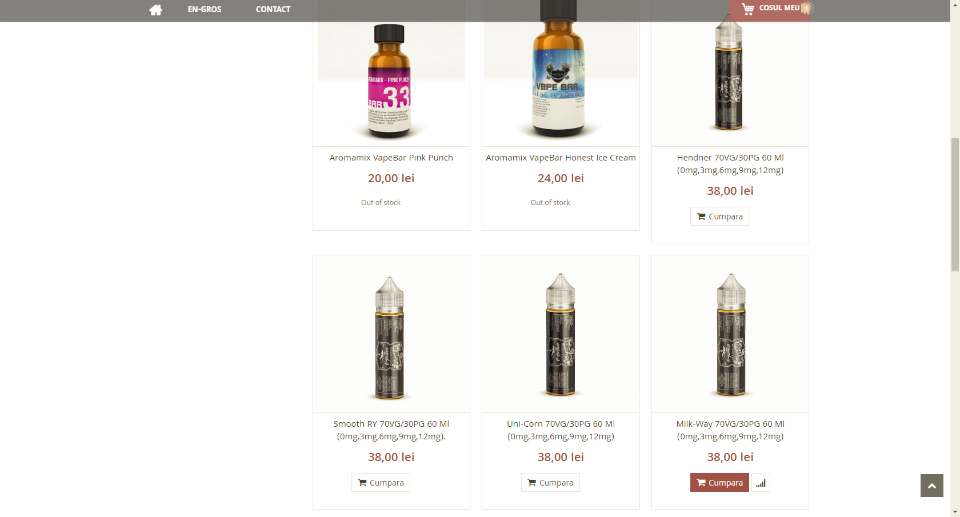 EN-GROS
CONTACT
COSUL MEU
AROMAMIX - PINK PUNCH
BAR 33
VAPE BAR
Aromamix VapeBar Pink Punch
20,00 lei
Out of stock
Aromamix VapeBar Honest Ice Cream
24,00 lei
Out of stock
Hendner 70VG/30PG 60 Ml
(0mg,3mg,6mg,9mg,12mg)
38,00 lei
Cumpara
Smooth RY 70VG/30PG 60 Ml
(0mg,3mg,6mg,9mg,12mg).
38,00 lei
Cumpara
Uni-Corn 70VG/30PG 60 Ml
(0mg,3mg,6mg,9mg,12mg)
38,00 lei
Cumpara
Milk-Way 70VG/30PG 60 Ml
(0mg,3mg,6mg,9mg,12mg)
38,00 lei
Cumpara